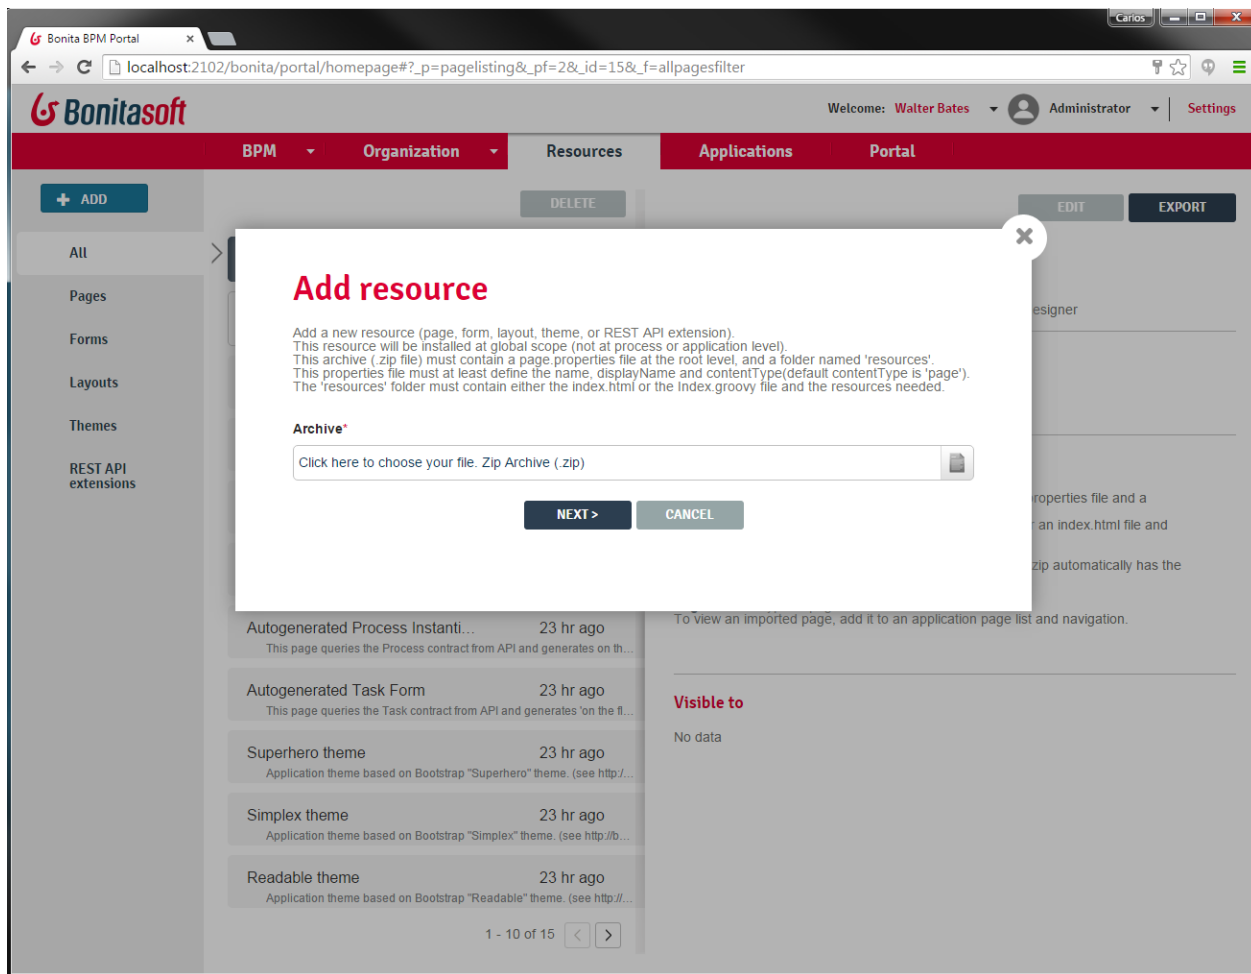 Carlos
Bonita BPM Portal
localhost:2102/bonita/portal/homepage#?_p=pagelisting&_pf=2&_id=15&_f=allpagesfilter
Bonitasoft
Welcome: Walter Bates
Administrator
Settings
BPM
Organization
Resources
Applications
Portal
+ ADD
DELETE
EDIT
EXPORT
All
Pages
Forms
Layouts
Themes
REST API
extensions
Add resource
Add a new resource (page, form, layout, theme, or REST API extension).
This resource will be installed at global scope (not at process or application level).
This archive (.zip file) must contain a page.properties file at the root level, and a folder named 'resources'.
This properties file must at least define the name, displayName and contentType(default contentType is 'page').
The 'resources' folder must contain either the index.html or the Index.groovy file and the resources needed.
Archive*
Click here to choose your file. Zip Archive (.zip)
NEXT >
CANCEL
esigner
roperties file and a
an index.html file and
zip automatically has the
To view an imported page, add it to an application page list and navigation.
Visible to
No data
Autogenerated Process Instanti... 23 hr ago
This page queries the Process contract from API and generates on th...
Autogenerated Task Form 23 hr ago
This page queries the Task contract from API and generates 'on the fl...
Superhero theme 23 hr ago
Application theme based on Bootstrap "Superhero" theme. (see http:/...
Simplex theme 23 hr ago
Application theme based on Bootstrap "Simplex" theme. (see http://b...
Readable theme 23 hr ago
Application theme based on Bootstrap "Readable" theme. (see http://...
1 - 10 of 15 < >